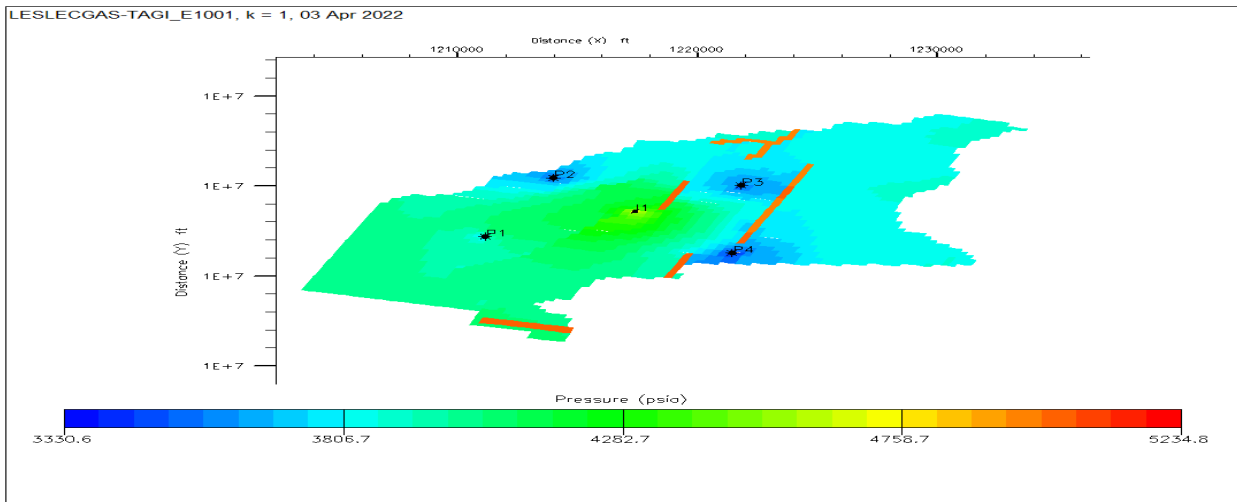 LESLECGAS-TAGI_E1001, k = 1, 03 Apr 2022
Distance (X) ft
1210000 1220000 1230000
1E+7
P2
P3
1E+7
I1
P1
P4
Distance (Y) ft
1E+7
1E+7
Pressure (psia)
3330.6 3806.7 4282.7 4758.7 5234.8